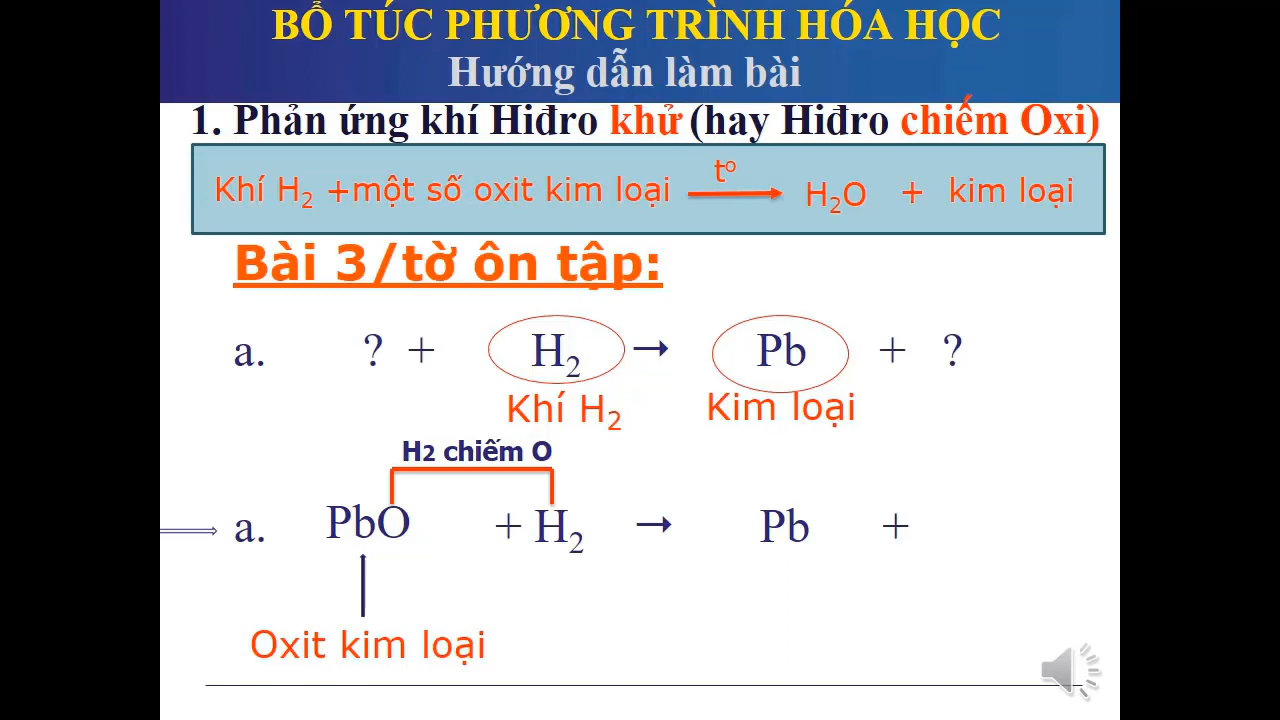 BỔ TÚC PHƯƠNG TRÌNH HÓA HỌC
Hướng dẫn làm bài
1. Phản ứng khí Hiđro khử (hay Hiđro chiếm Oxi)
Khí H₂ +một số oxit kim loại t° → H₂O + kim loại
Bài 3/tờ ôn tập:
a. ? + H₂ → Pb + ?
Khí H₂ Kim loại
H₂ chiếm O
⟹ a. PbO + H₂ → Pb +
Oxit kim loại